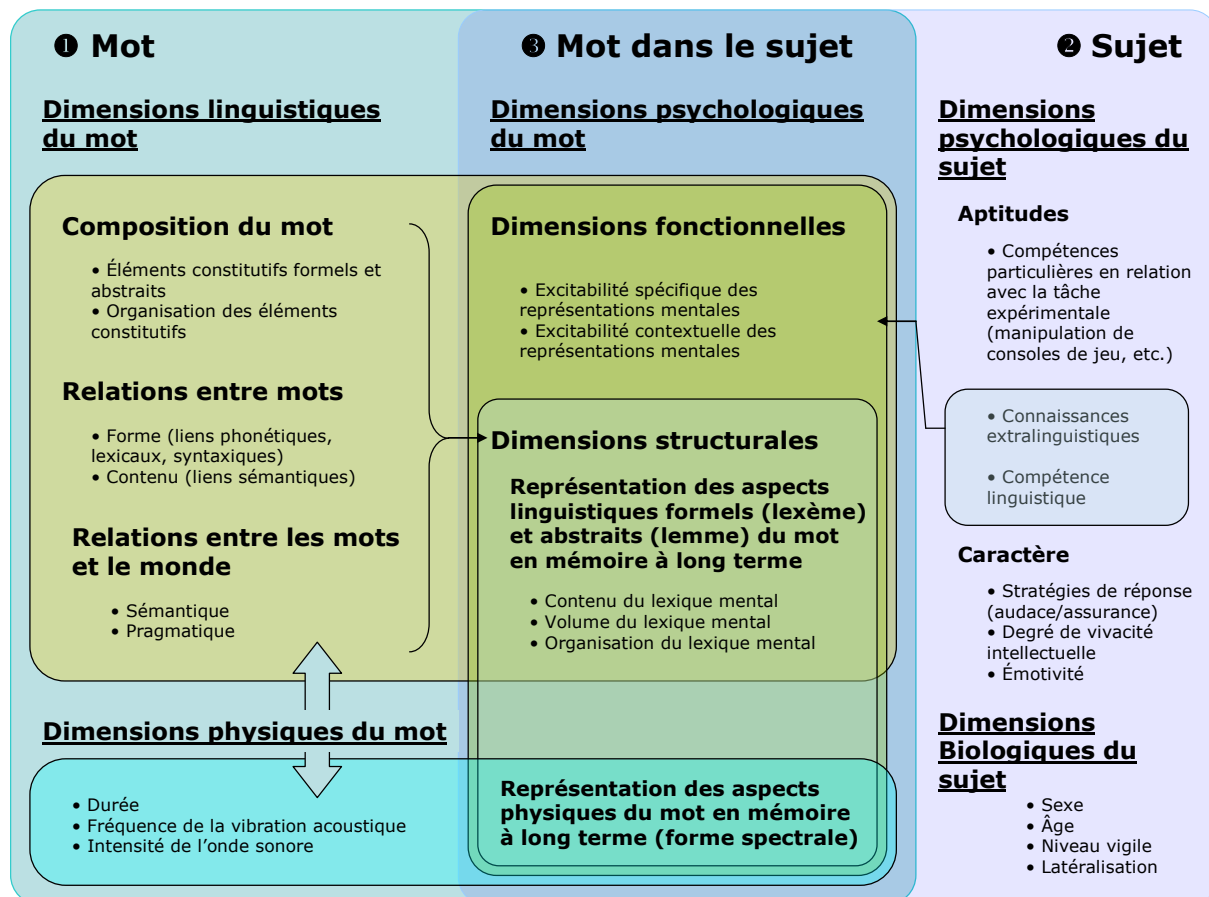 ❶ Mot
Dimensions linguistiques
du mot
Composition du mot
• Éléments constitutifs formels et
abstraits
• Organisation des éléments
constitutifs
Relations entre mots
• Forme (liens phonétiques,
lexicaux, syntaxiques)
• Contenu (liens sémantiques)
Relations entre les mots
et le monde
• Sémantique
• Pragmatique
Dimensions physiques du mot
• Durée
• Fréquence de la vibration acoustique
• Intensité de l'onde sonore
❸ Mot dans le sujet
Dimensions psychologiques
du mot
Dimensions fonctionnelles
• Excitabilité spécifique des
représentations mentales
• Excitabilité contextuelle des
représentations mentales
Dimensions structurales
Représentation des aspects
linguistiques formels (lexème)
et abstraits (lemme) du mot
en mémoire à long terme
• Contenu du lexique mental
• Volume du lexique mental
• Organisation du lexique mental
Représentation des aspects
physiques du mot en mémoire
à long terme (forme spectrale)
❷ Sujet
Dimensions
psychologiques du
sujet
Aptitudes
• Compétences
particulières en relation
avec la tâche
expérimentale
(manipulation de
consoles de jeu, etc.)
• Connaissances
extralinguistiques
• Compétence
linguistique
Caractère
• Stratégies de réponse
(audace/assurance)
• Degré de vivacité
intellectuelle
• Émotivité
Dimensions
Biologiques du
sujet
• Sexe
• Âge
• Niveau vigile
• Latéralisation